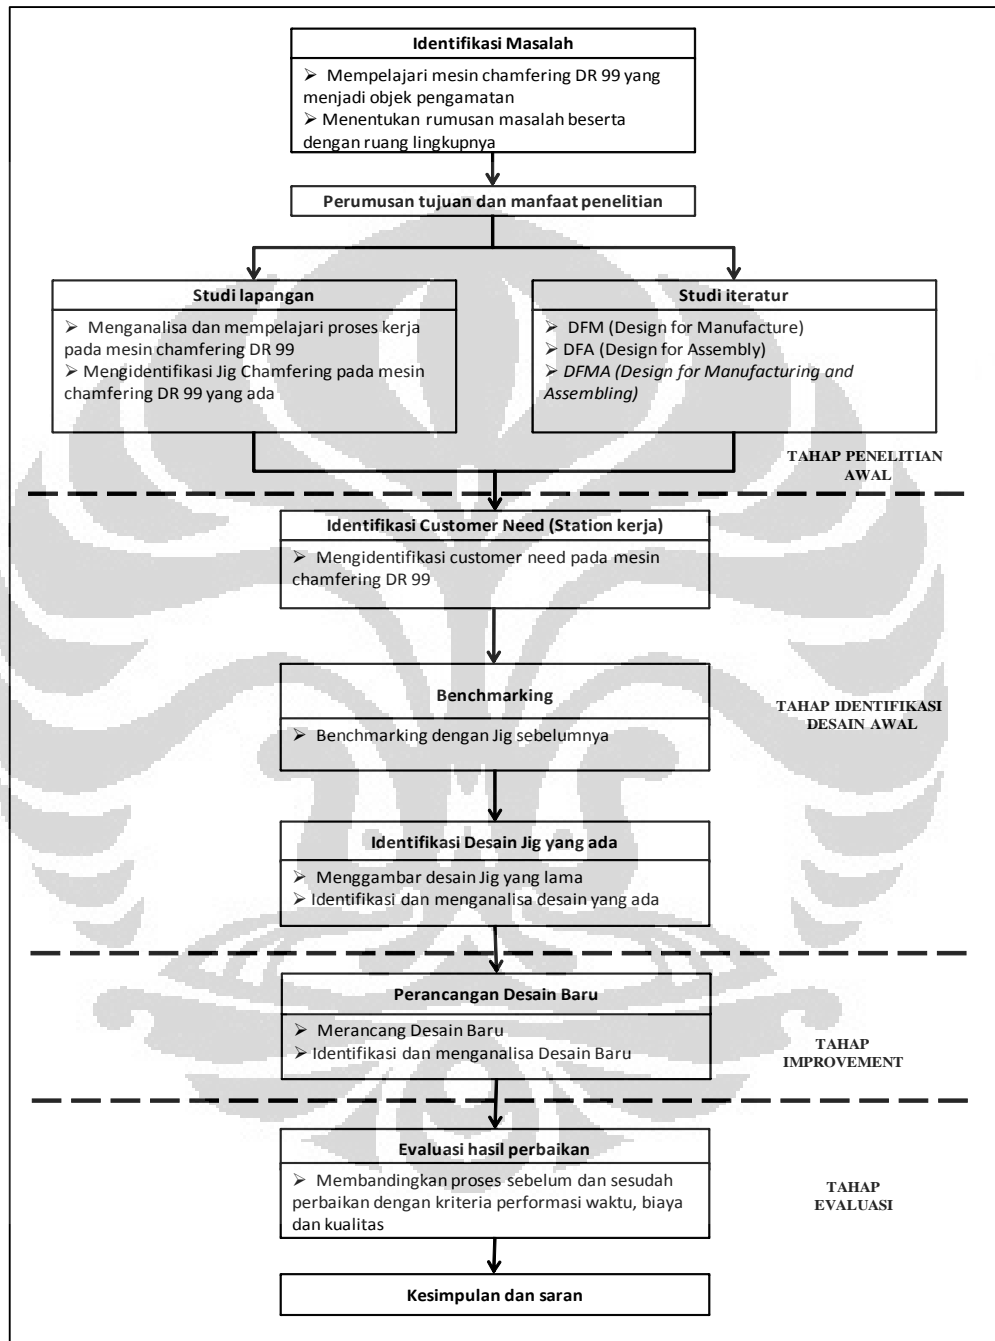 Identifikasi Masalah
➢ Mempelajari mesin chamfering DR 99 yang
menjadi objek pengamatan
➢ Menentukan rumusan masalah beserta
dengan ruang lingkupnya
Perumusan tujuan dan manfaat penelitian
Studi lapangan
➢ Menganalisa dan mempelajari proses kerja
pada mesin chamfering DR 99
➢ Mengidentifikasi Jig Chamfering pada mesin
chamfering DR 99 yang ada
Studi iteratur
➢ DFM (Design for Manufacture)
➢ DFA (Design for Assembly)
➢ DFMA (Design for Manufacturing and
Assembling)
TAHAP PENELITIAN
AWAL
Identifikasi Customer Need (Station kerja)
➢ Mengidentifikasi customer need pada mesin
chamfering DR 99
Benchmarking
➢ Benchmarking dengan Jig sebelumnya
TAHAP IDENTIFIKASI
DESAIN AWAL
Identifikasi Desain Jig yang ada
➢ Menggambar desain Jig yang lama
➢ Identifikasi dan menganalisa desain yang ada
Perancangan Desain Baru
➢ Merancang Desain Baru
➢ Identifikasi dan menganalisa Desain Baru
TAHAP
IMPROVEMENT
Evaluasi hasil perbaikan
➢ Membandingkan proses sebelum dan sesudah
perbaikan dengan kriteria performasi waktu, biaya
dan kualitas
TAHAP
EVALUASI
Kesimpulan dan saran